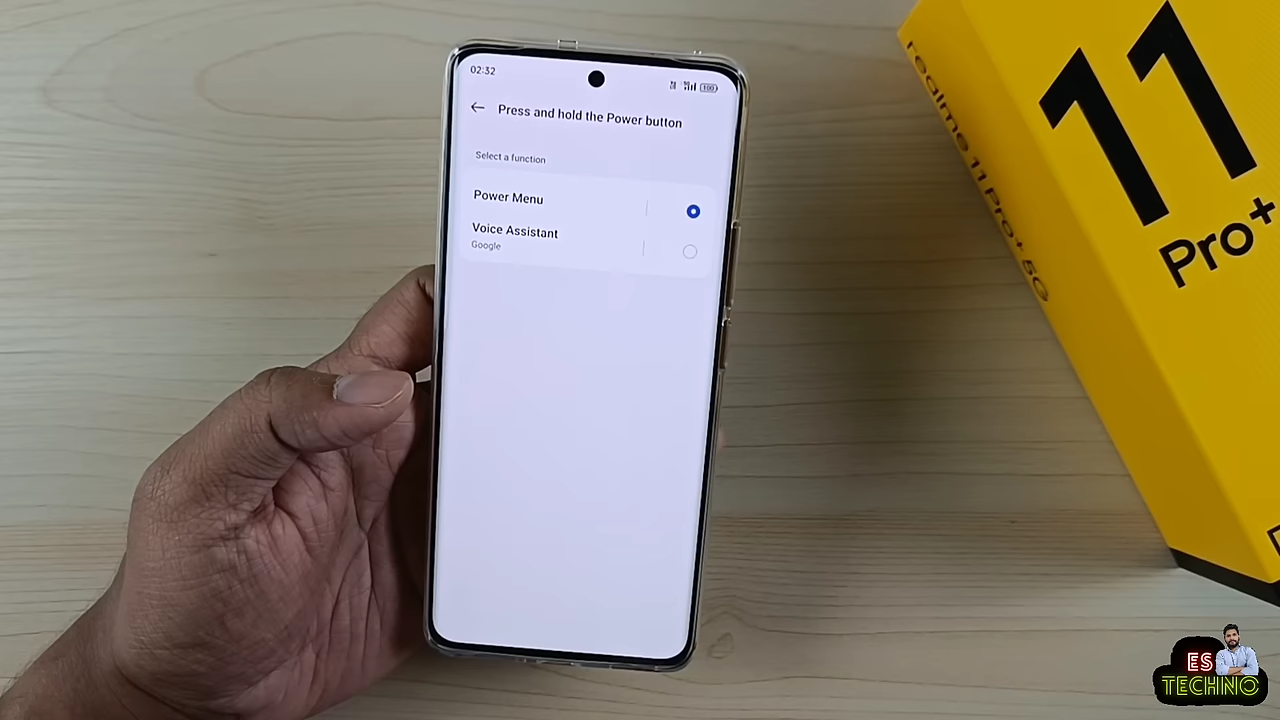 02:32
100
Press and hold the Power button
Select a function
Power Menu
Voice Assistant
Google
11
Pro+
realme 11 Pro+ 5G
ES
TECHNO